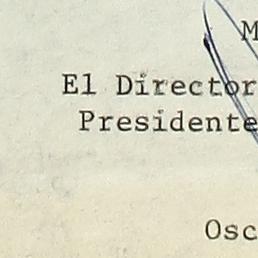 M
El Director
Presidente
Osc